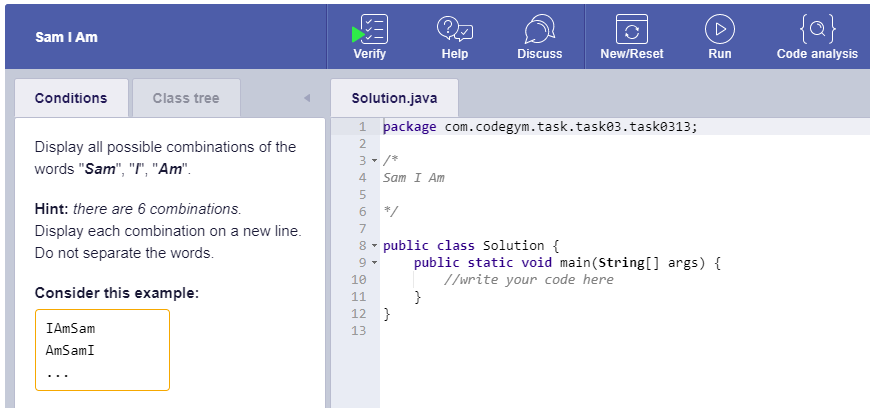 Sam I Am
Verify
Help
Discuss
New/Reset
Run
Code analysis
Conditions
Class tree
Display all possible combinations of the
words "Sam", "I", "Am".
Hint: there are 6 combinations.
Display each combination on a new line.
Do not separate the words.
Consider this example:
IAmSam
AmSamI
...
Solution.java
1 package com.codegym.task.task03.task0313;
2
3 /*
4 Sam I Am
5
6 */
7
8 public class Solution {
9     public static void main(String[] args) {
10         //write your code here
11     }
12 }
13